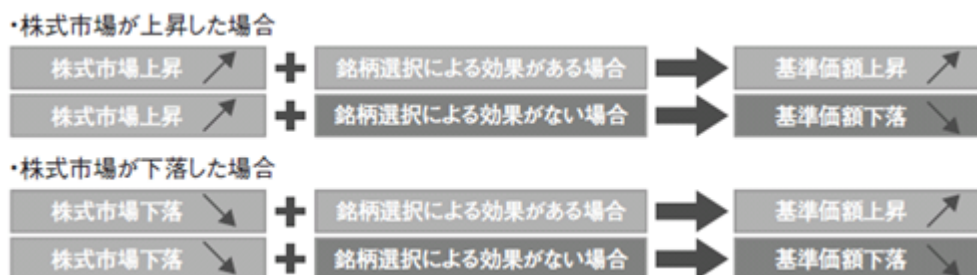 ・株式市場が上昇した場合
株式市場上昇 銘柄選択による効果がある場合 基準価額上昇
株式市場上昇 銘柄選択による効果がない場合 基準価額下落
・株式市場が下落した場合
株式市場下落 銘柄選択による効果がある場合 基準価額上昇
株式市場下落 銘柄選択による効果がない場合 基準価額下落